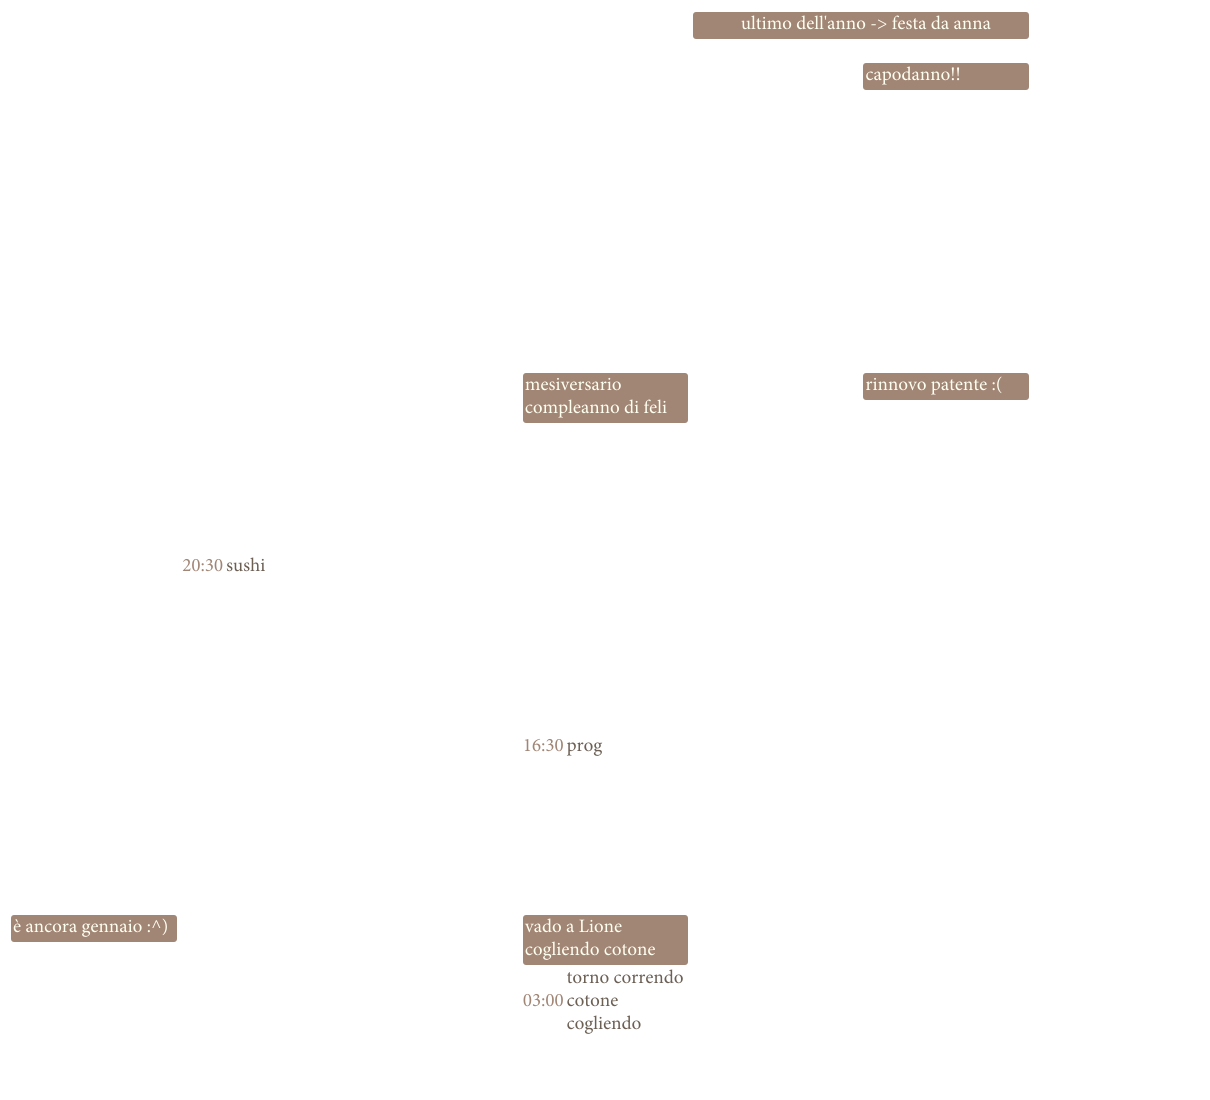 ultimo dell'anno -> festa da anna
capodanno!!
mesiversario
compleanno di feli
rinnovo patente :(
20:30 sushi
16:30 prog
è ancora gennaio :^)
vado a Lione
cogliendo cotone
torno correndo
03:00 cotone
cogliendo